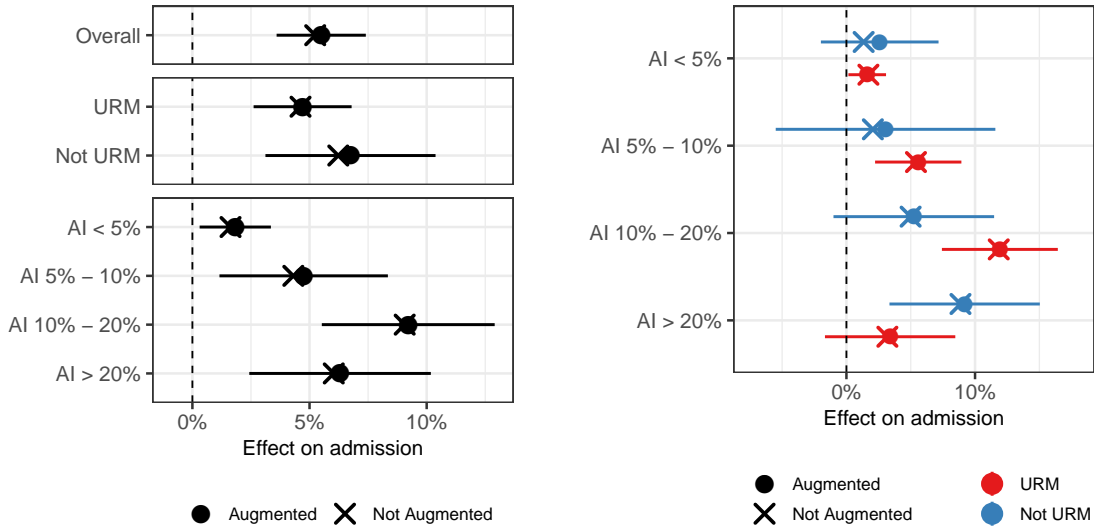 Overall
URM
Not URM
AI < 5%
AI 5% − 10%
AI 10% − 20%
AI > 20%
0% 5% 10%
Effect on admission
Augmented Not Augmented
AI < 5%
AI 5% − 10%
AI 10% − 20%
AI > 20%
0% 10%
Effect on admission
Augmented URM
Not Augmented Not URM